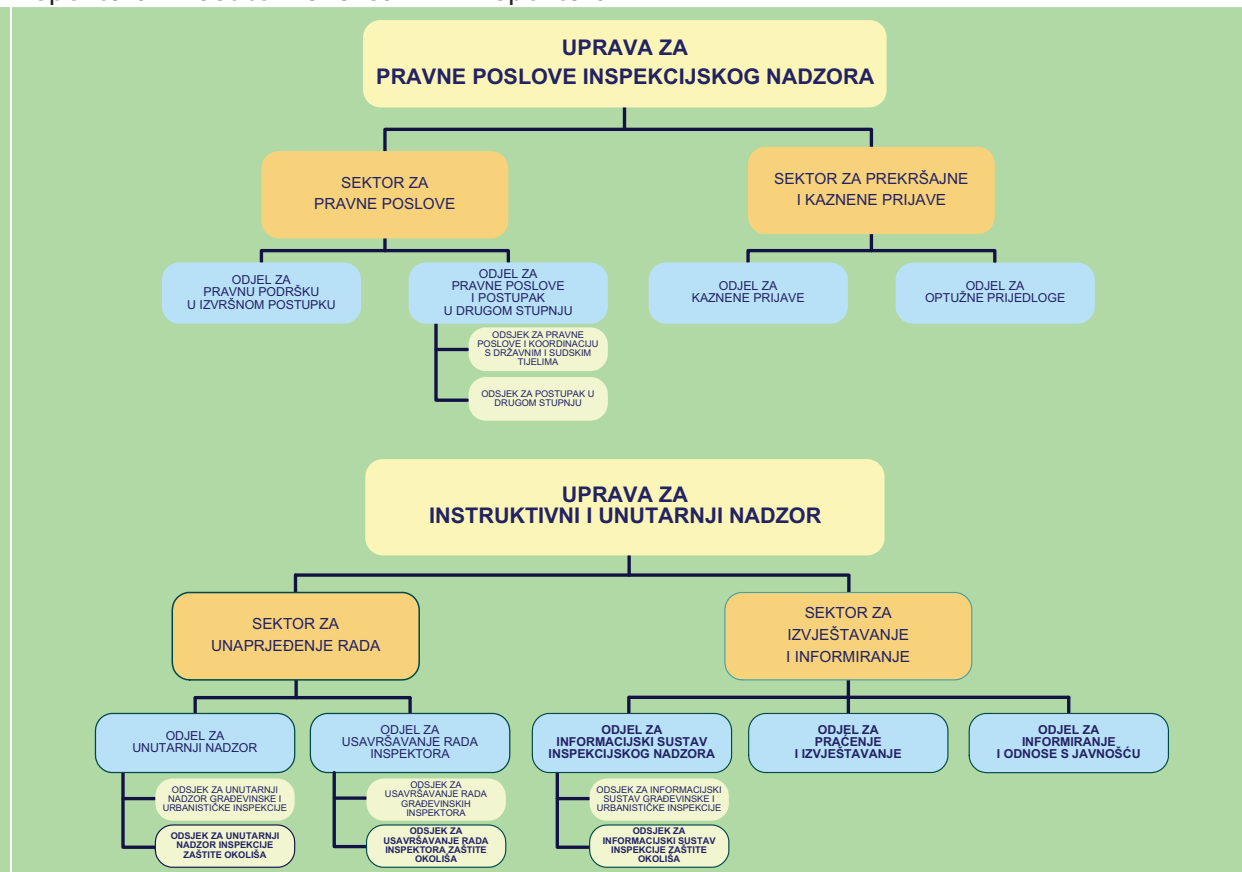 UPRAVA ZA
PRAVNE POSLOVE INSPEKCIJSKOG NADZORA
SEKTOR ZA
PRAVNE POSLOVE
SEKTOR ZA PREKRŠAJNE
I KAZNENE PRIJAVE
ODJEL ZA
PRAVNU PODRŠKU
U IZVRŠNOM POSTUPKU
ODJEL ZA
PRAVNE POSLOVE
I POSTUPAK
U DRUGOM STUPNJU
ODJEL ZA
KAZNENE PRIJAVE
ODJEL ZA
OPTUŽNE PRIJEDLOGE
ODSJEK ZA PRAVNE
POSLOVE I KOORDINACIJU
S DRŽAVNIM I SUDSKIM
TIJELIMA
ODSJEK ZA POSTUPAK U
DRUGOM STUPNJU
UPRAVA ZA
INSTRUKTIVNI I UNUTARNJI NADZOR
SEKTOR ZA
UNAPRJEĐENJE RADA
SEKTOR ZA
IZVJEŠTAVANJE
I INFORMIRANJE
ODJEL ZA
UNUTARNJI NADZOR
ODJEL ZA
USAVRŠAVANJE RADA
INSPEKTORA
ODJEL ZA
INFORMACIJSKI SUSTAV
INSPEKCIJSKOG NADZORA
ODJEL ZA
PRAĆENJE
I IZVJEŠTAVANJE
ODJEL ZA
INFORMIRANJE
I ODNOSE S JAVNOŠĆU
ODSJEK ZA UNUTARNJI
NADZOR GRAĐEVINSKE I
URBANISTIČKE INSPEKCIJE
ODSJEK ZA UNUTARNJI
NADZOR INSPEKCIJE
ZAŠTITE OKOLIŠA
ODSJEK ZA
USAVRŠAVANJE RADA
GRAĐEVINSKIH
INSPEKTORA
ODSJEK ZA
USAVRŠAVANJE RADA
INSPEKTORA ZAŠTITE
OKOLIŠA
ODSJEK ZA INFORMACIJSKI
SUSTAV GRAĐEVINSKE I
URBANISTIČKE INSPEKCIJE
ODSJEK ZA
INFORMACIJSKI SUSTAV
INSPEKCIJE ZAŠTITE
OKOLIŠA